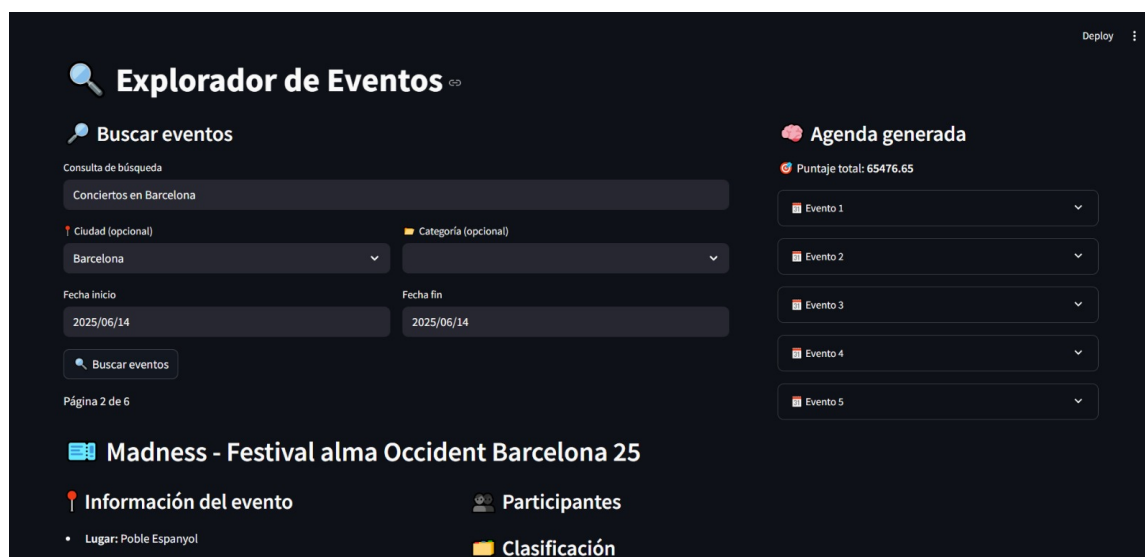 Deploy
Explorador de Eventos
Buscar eventos
Consulta de búsqueda
Conciertos en Barcelona
Ciudad (opcional)
Categoría (opcional)
Barcelona
Fecha inicio
Fecha fin
2025/06/14
2025/06/14
Buscar eventos
Página 2 de 6
Agenda generada
Puntaje total: 65476.65
Evento 1
Evento 2
Evento 3
Evento 4
Evento 5
Madness - Festival alma Occident Barcelona 25
Información del evento
Lugar: Poble Espanyol
Participantes
Clasificación